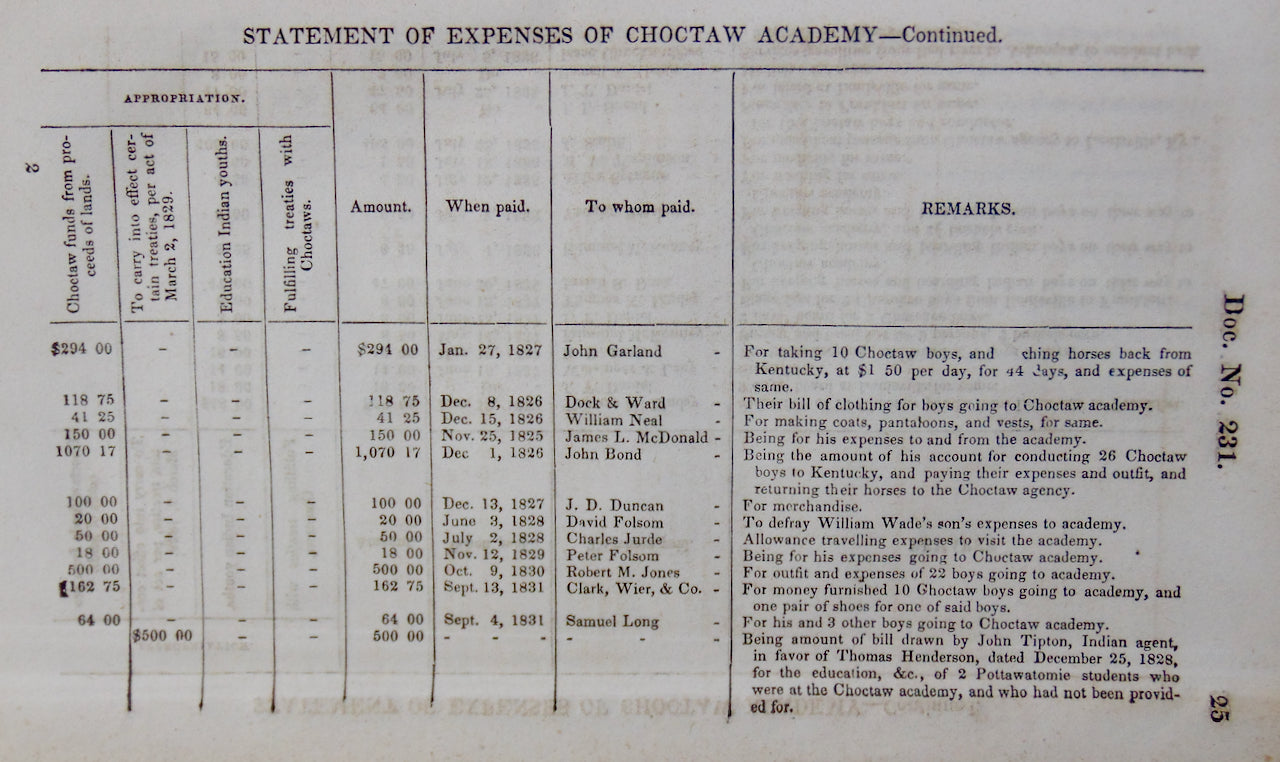 STATEMENT OF EXPENSES OF CHOCTAW ACADEMY—Continued.
APPROPRIATION.
Choctaw funds from pro-
ceeds of lands.
To carry into effect cer-
tain treaties, per act of
March 2, 1829.
Education Indian youths.
Fulfilling treaties with
Choctaws.
Amount.
When paid.
To whom paid.
REMARKS.
$294 00 - - - $294 00 Jan. 27, 1827 John Garland - For taking 10 Choctaw boys, and ching horses back from
Kentucky, at $1 50 per day, for 44 days, and expenses of
same.
118 75 - - - 118 75 Dec. 8, 1826 Dock & Ward - Their bill of clothing for boys going to Choctaw academy.
41 25 - - - 41 25 Dec. 15, 1826 William Neal - For making coats, pantaloons, and vests, for same.
150 00 - - - 150 00 Nov. 25, 1825 James L. McDonald - Being for his expenses to and from the academy.
1070 17 - - - 1,070 17 Dec 1, 1826 John Bond - Being the amount of his account for conducting 26 Choctaw
boys to Kentucky, and paying their expenses and outfit, and
returning their horses to the Choctaw agency.
100 00 - - - 100 00 Dec. 13, 1827 J. D. Duncan - For merchandise.
20 00 - - - 20 00 June 3, 1828 David Folsom - To defray William Wade's son's expenses to academy.
50 00 - - - 50 00 July 2, 1828 Charles Jurde - Allowance travelling expenses to visit the academy.
18 00 - - - 18 00 Nov. 12, 1829 Peter Folsom - Being for his expenses going to Choctaw academy.
500 00 - - - 500 00 Oct. 9, 1830 Robert M. Jones - For outfit and expenses of 22 boys going to academy.
162 75 - - - 162 75 Sept. 13, 1831 Clark, Wier, & Co. - For money furnished 10 Choctaw boys going to academy, and
one pair of shoes for one of said boys.
64 00 - - - 64 00 Sept. 4, 1831 Samuel Long - For his and 3 other boys going to Choctaw academy.
$500 00 - - 500 00 - - - - - Being amount of bill drawn by John Tipton, Indian agent,
in favor of Thomas Henderson, dated December 25, 1828,
for the education, &c., of 2 Pottawatomie students who
were at the Choctaw academy, and who had not been provid-
ed for.
2
Doc. No. 231.
25